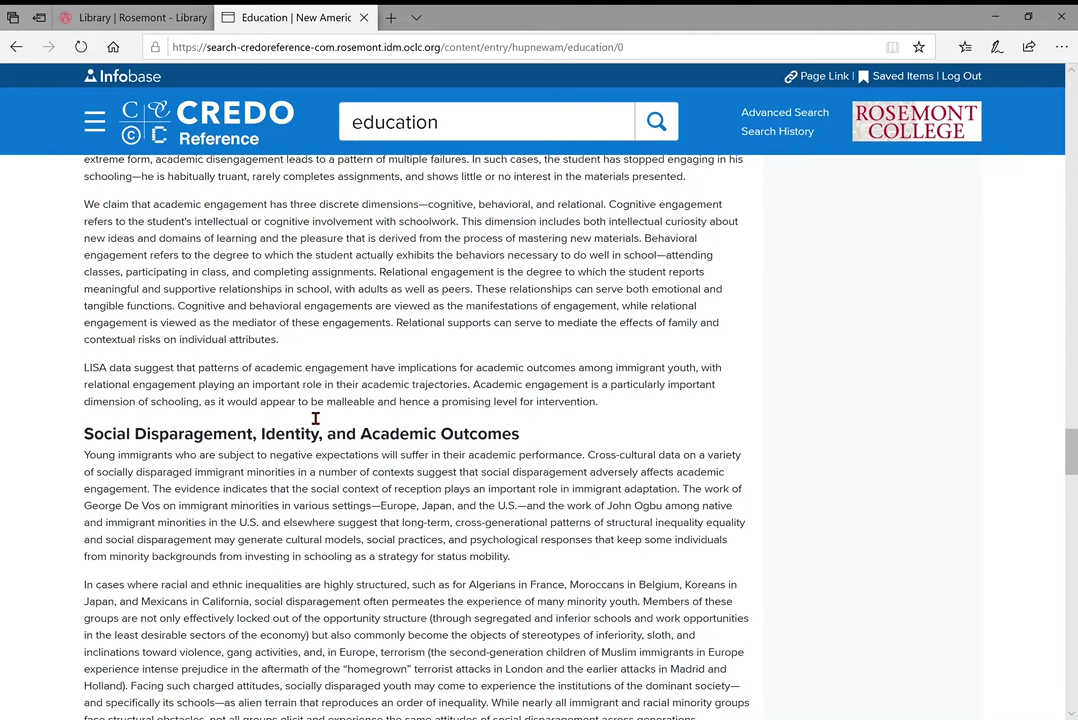 Library | Rosemont - Library
Education | New Americ
https://search-credoreference-com.rosemont.idm.oclc.org/content/entry/hupnewam/education/0
Infobase
Page Link | Saved Items | Log Out
CREDO
Reference
education
Advanced Search
Search History
ROSEMONT
COLLEGE
extreme form, academic disengagement leads to a pattern of multiple failures. In such cases, the student has stopped engaging in his
schooling—he is habitually truant, rarely completes assignments, and shows little or no interest in the materials presented.
We claim that academic engagement has three discrete dimensions—cognitive, behavioral, and relational. Cognitive engagement
refers to the student's intellectual or cognitive involvement with schoolwork. This dimension includes both intellectual curiosity about
new ideas and domains of learning and the pleasure that is derived from the process of mastering new materials. Behavioral
engagement refers to the degree to which the student actually exhibits the behaviors necessary to do well in school—attending
classes, participating in class, and completing assignments. Relational engagement is the degree to which the student reports
meaningful and supportive relationships in school, with adults as well as peers. These relationships can serve both emotional and
tangible functions. Cognitive and behavioral engagements are viewed as the manifestations of engagement, while relational
engagement is viewed as the mediator of these engagements. Relational supports can serve to mediate the effects of family and
contextual risks on individual attributes.
LISA data suggest that patterns of academic engagement have implications for academic outcomes among immigrant youth, with
relational engagement playing an important role in their academic trajectories. Academic engagement is a particularly important
dimension of schooling, as it would appear to be malleable and hence a promising level for intervention.
Social Disparagement, Identity, and Academic Outcomes
Young immigrants who are subject to negative expectations will suffer in their academic performance. Cross-cultural data on a variety
of socially disparaged immigrant minorities in a number of contexts suggest that social disparagement adversely affects academic
engagement. The evidence indicates that the social context of reception plays an important role in immigrant adaptation. The work of
George De Vos on immigrant minorities in various settings—Europe, Japan, and the U.S.—and the work of John Ogbu among native
and immigrant minorities in the U.S. and elsewhere suggest that long-term, cross-generational patterns of structural inequality equality
and social disparagement may generate cultural models, social practices, and psychological responses that keep some individuals
from minority backgrounds from investing in schooling as a strategy for status mobility.
In cases where racial and ethnic inequalities are highly structured, such as for Algerians in France, Moroccans in Belgium, Koreans in
Japan, and Mexicans in California, social disparagement often permeates the experience of many minority youth. Members of these
groups are not only effectively locked out of the opportunity structure (through segregated and inferior schools and work opportunities
in the least desirable sectors of the economy) but also commonly become the objects of stereotypes of inferiority, sloth, and
inclinations toward violence, gang activities, and, in Europe, terrorism (the second-generation children of Muslim immigrants in Europe
experience intense prejudice in the aftermath of the “homegrown” terrorist attacks in London and the earlier attacks in Madrid and
Holland). Facing such charged attitudes, socially disparaged youth may come to experience the institutions of the dominant society—
and specifically its schools—as alien terrain that reproduces an order of inequality. While nearly all immigrant and racial minority groups
face structural obstacles, not all groups elicit and experience the same attitudes of social disparagement across generations.